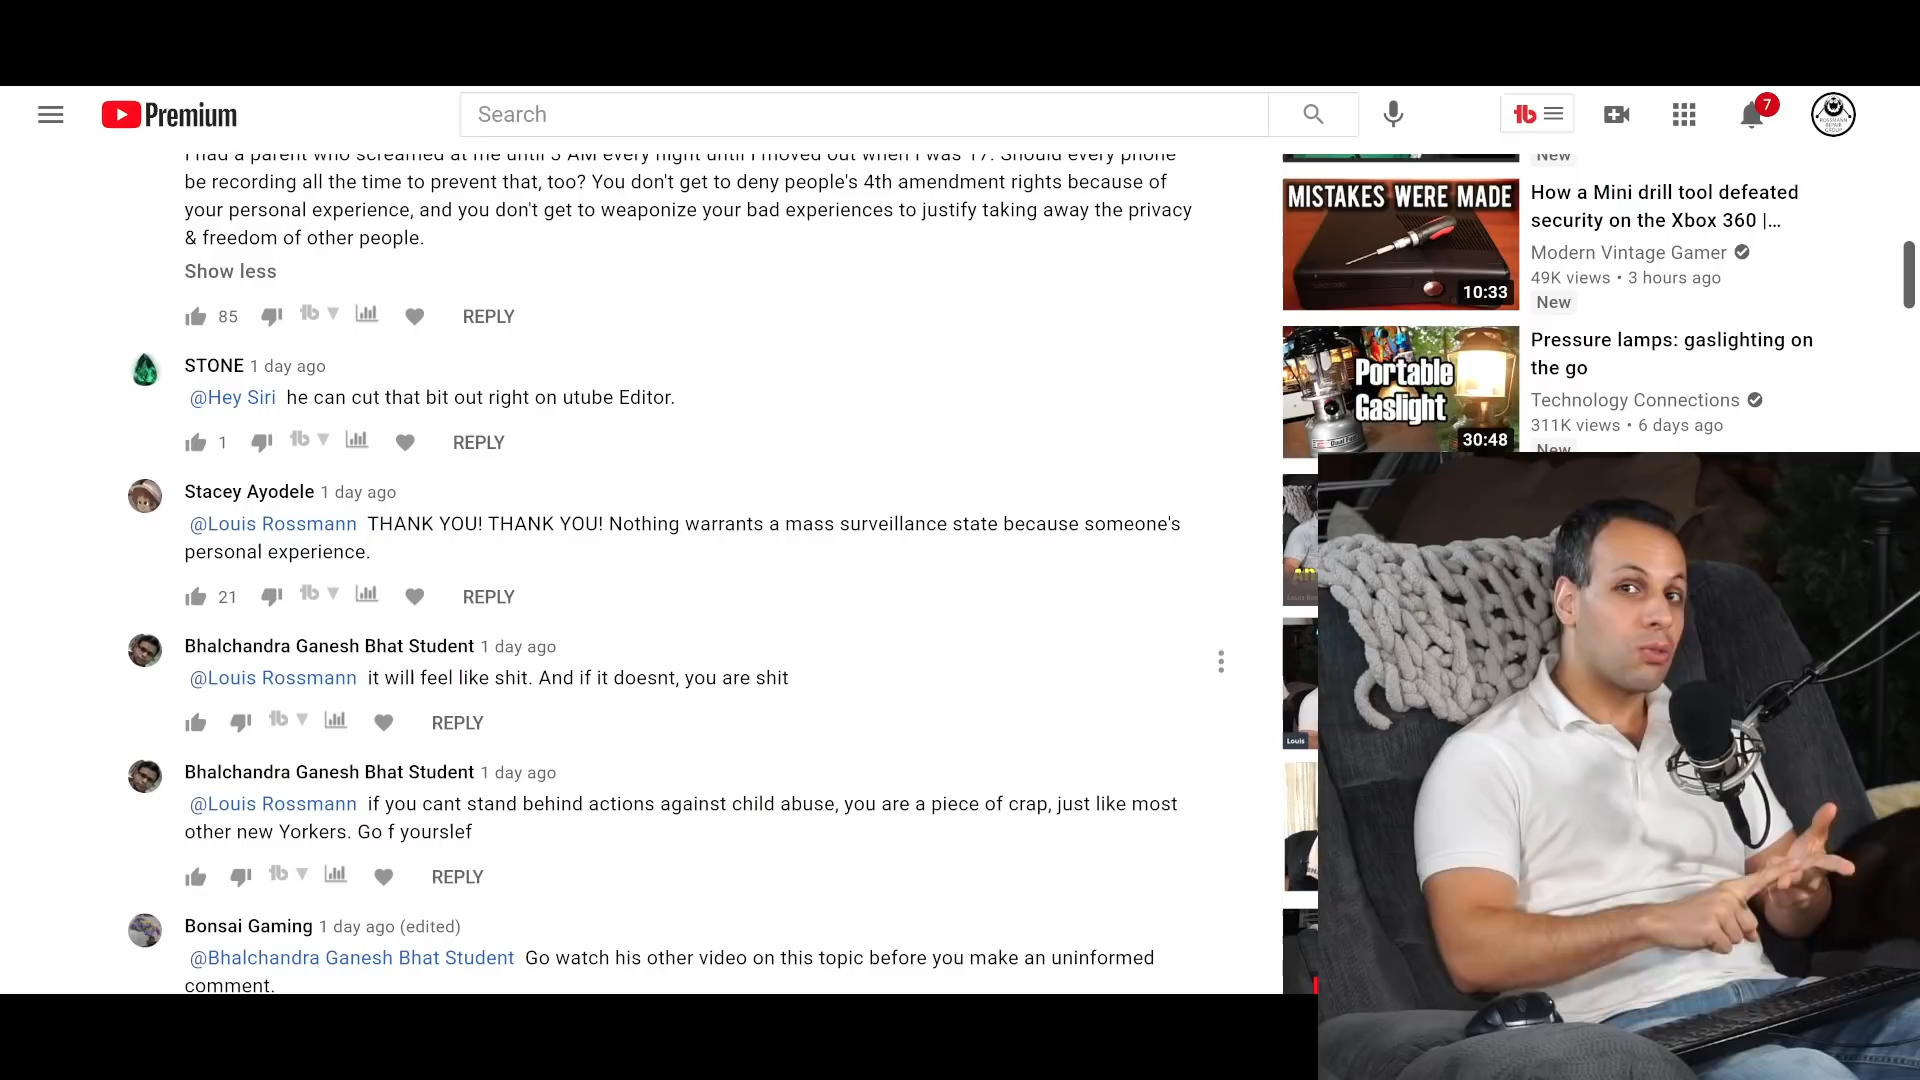 Premium
Search
7
I had a parent who screamed at me until 3 AM every night until I moved out when I was 17. Should every phone
be recording all the time to prevent that, too? You don't get to deny people's 4th amendment rights because of
your personal experience, and you don't get to weaponize your bad experiences to justify taking away the privacy
& freedom of other people.
Show less
85
REPLY
STONE 1 day ago
@Hey Siri he can cut that bit out right on utube Editor.
1
REPLY
Stacey Ayodele 1 day ago
@Louis Rossmann THANK YOU! THANK YOU! Nothing warrants a mass surveillance state because someone's
personal experience.
21
REPLY
Bhalchandra Ganesh Bhat Student 1 day ago
@Louis Rossmann it will feel like shit. And if it doesnt, you are shit
REPLY
Bhalchandra Ganesh Bhat Student 1 day ago
@Louis Rossmann if you cant stand behind actions against child abuse, you are a piece of crap, just like most
other new Yorkers. Go f yourslef
REPLY
Bonsai Gaming 1 day ago (edited)
@Bhalchandra Ganesh Bhat Student Go watch his other video on this topic before you make an uninformed
comment.
New
MISTAKES WERE MADE
10:33
How a Mini drill tool defeated
security on the Xbox 360 |...
Modern Vintage Gamer
49K views • 3 hours ago
New
Portable
Gaslight
30:48
Pressure lamps: gaslighting on
the go
Technology Connections
311K views • 6 days ago
New
Louis